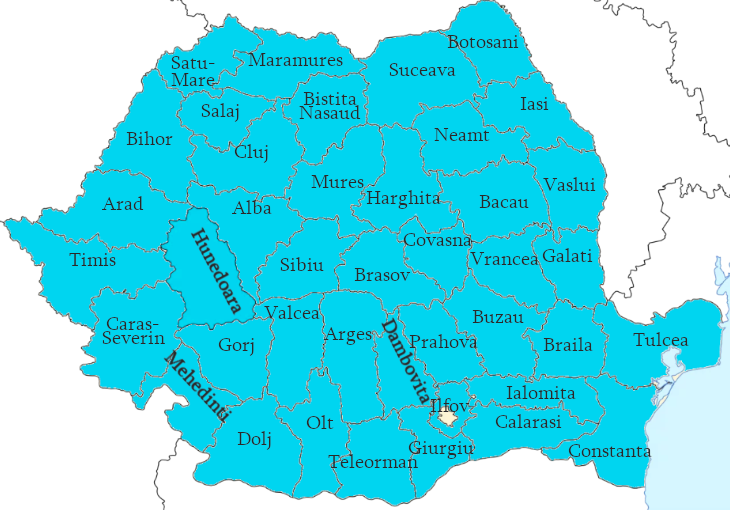 Botosani
Maramures
Satu-
Mare
Suceava
Bistita
Nasaud
Iasi
Salaj
Neamt
Bihor
Cluj
Mures
Vaslui
Harghita
Bacau
Arad
Alba
Covasna
Hunedoara
Timis
Sibiu
Brasov
Vrancea
Galati
Valcea
Buzau
Caras-
Severin
Arges
Dambovita
Prahova
Gorj
Braila
Tulcea
Mehedinti
Ialomita
Ilfov
Calarasi
Olt
Dolj
Giurgiu
Constanta
Teleorman